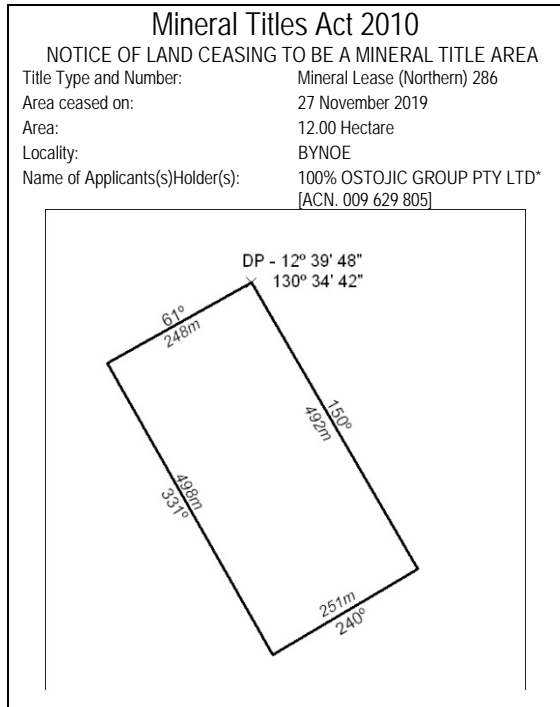 Mineral Titles Act 2010
NOTICE OF LAND CEASING TO BE A MINERAL TITLE AREA
Title Type and Number: Mineral Lease (Northern) 286
Area ceased on: 27 November 2019
Area: 12.00 Hectare
Locality: BYNOE
Name of Applicants(s)Holder(s): 100% OSTOJIC GROUP PTY LTD*
[ACN. 009 629 805]
DP - 12º 39' 48"
130º 34' 42"
61º
248m
150º
492m
498m
331º
251m
240º